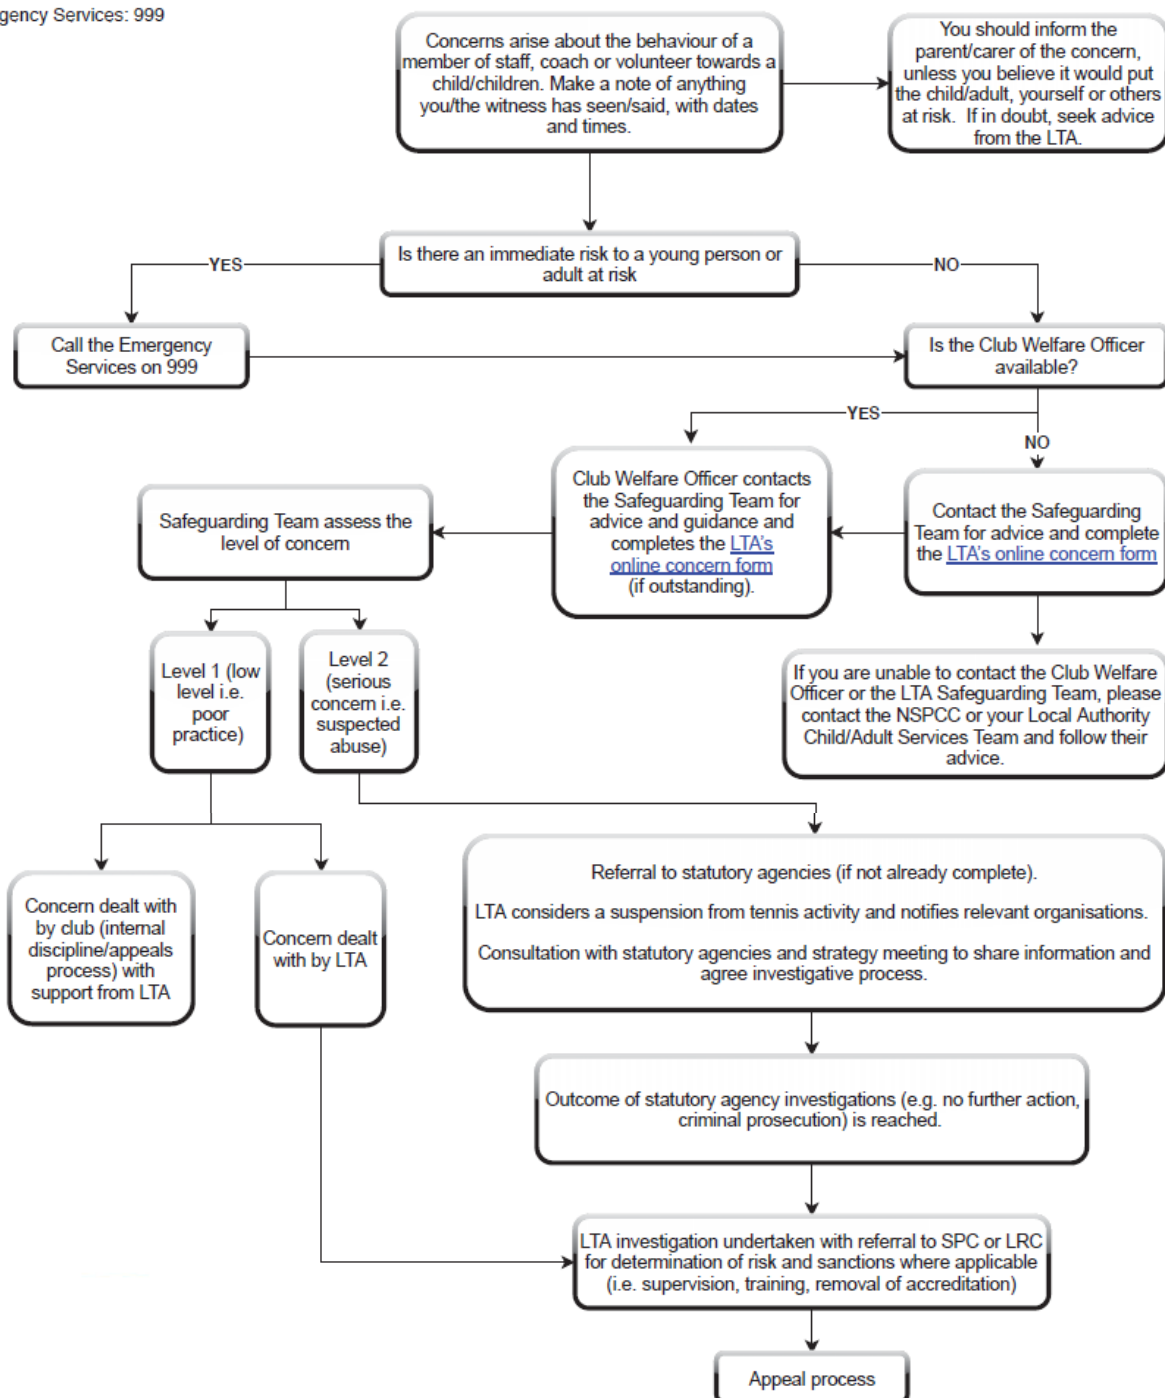 gency Services: 999
Concerns arise about the behaviour of a
member of staff, coach or volunteer towards a
child/children. Make a note of anything
you/the witness has seen/said, with dates
and times.
You should inform the
parent/carer of the concern,
unless you believe it would put
the child/adult, yourself or others
at risk. If in doubt, seek advice
from the LTA.
Is there an immediate risk to a young person or
adult at risk
YES
NO
Call the Emergency
Services on 999
Is the Club Welfare Officer
available?
YES
NO
Club Welfare Officer contacts
the Safeguarding Team for
advice and guidance and
completes the LTA's
online concern form
(if outstanding).
Contact the Safeguarding
Team for advice and complete
the LTA's online concern form
Safeguarding Team assess the
level of concern
Level 1 (low
level i.e.
poor
practice)
Level 2
(serious
concern i.e.
suspected
abuse)
If you are unable to contact the Club Welfare
Officer or the LTA Safeguarding Team, please
contact the NSPCC or your Local Authority
Child/Adult Services Team and follow their
advice.
Concern dealt with
by club (internal
discipline/appeals
process) with
support from LTA
Concern dealt
with by LTA
Referral to statutory agencies (if not already complete).
LTA considers a suspension from tennis activity and notifies relevant organisations.
Consultation with statutory agencies and strategy meeting to share information and
agree investigative process.
Outcome of statutory agency investigations (e.g. no further action,
criminal prosecution) is reached.
LTA investigation undertaken with referral to SPC or LRC
for determination of risk and sanctions where applicable
(i.e. supervision, training, removal of accreditation)
Appeal process